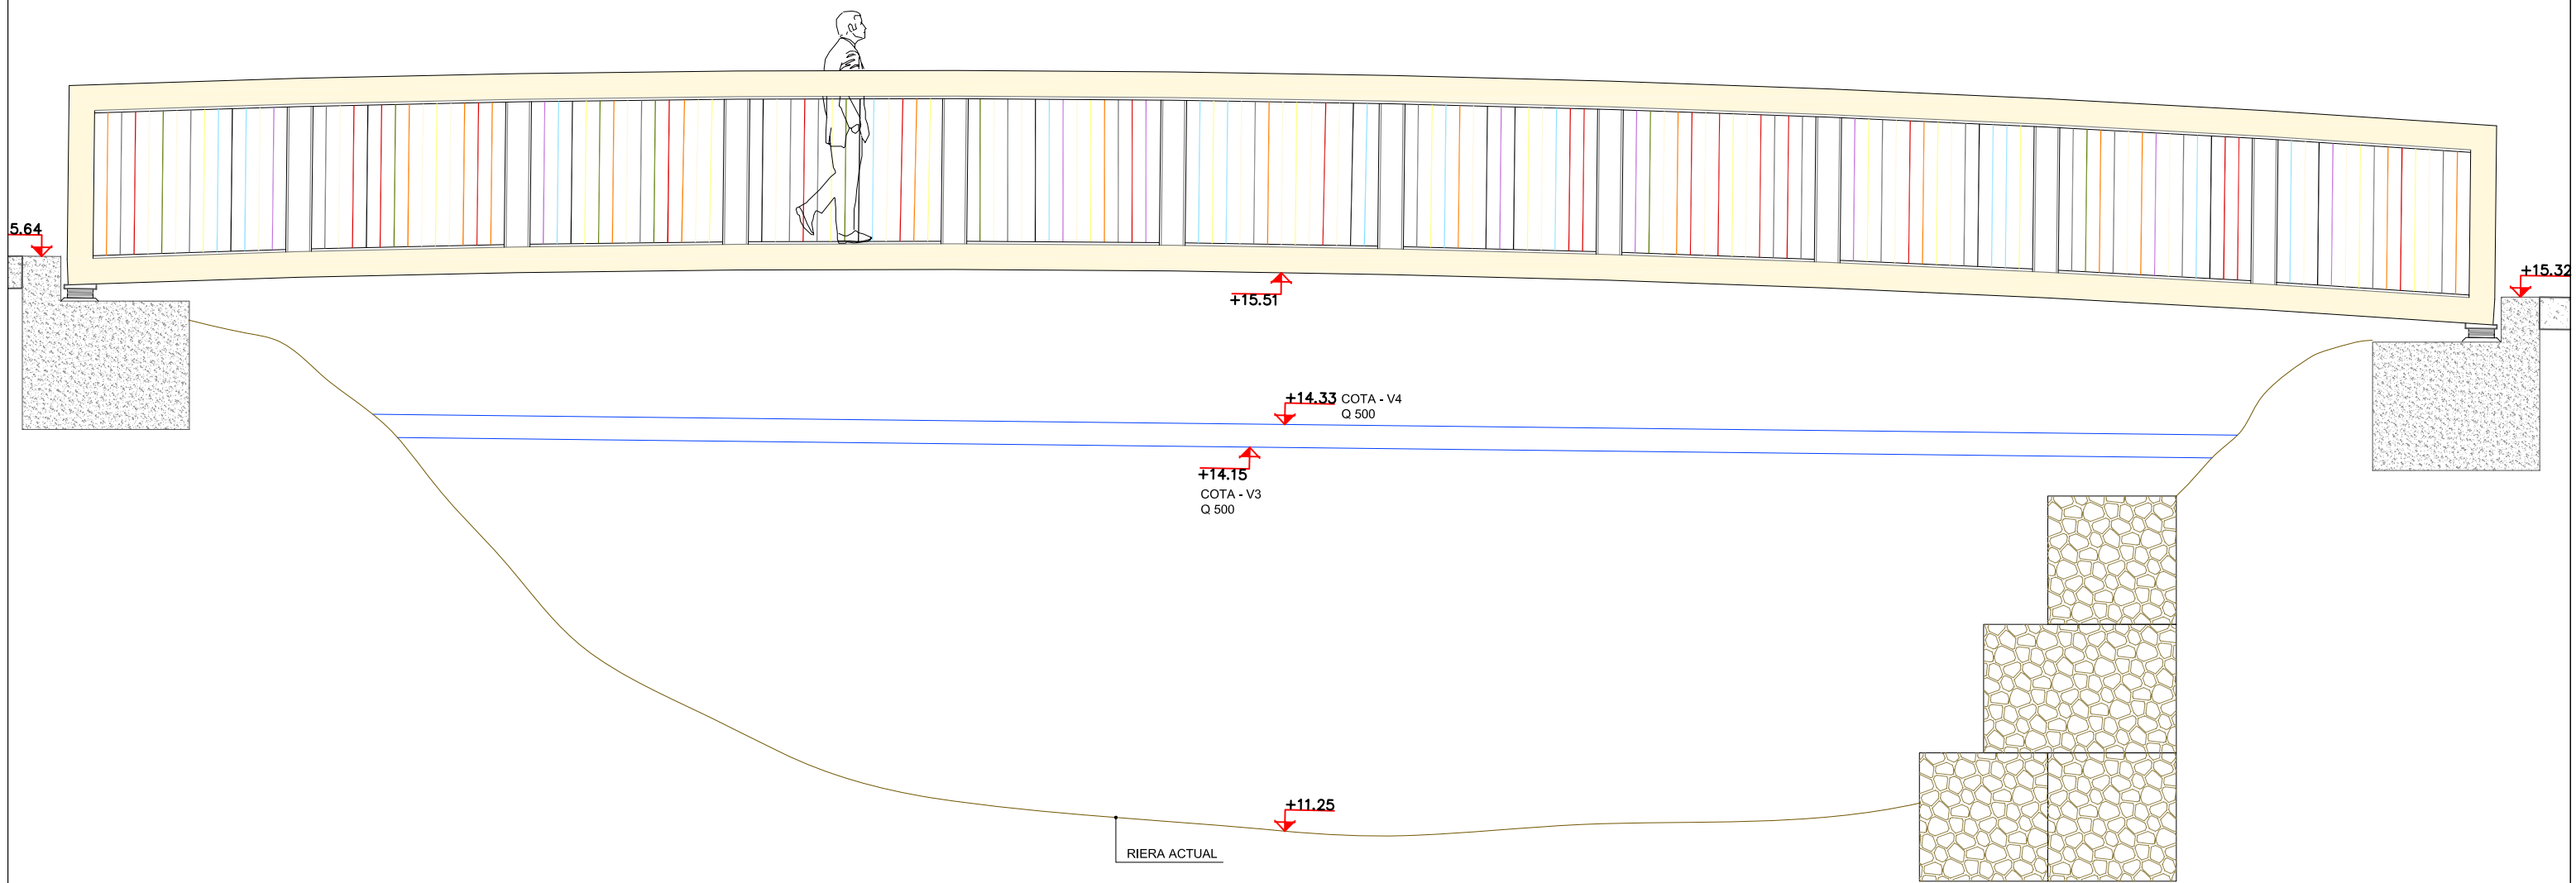 5.64
+15.32
+15.51
+14.33 COTA - V4
Q 500
+14.15
COTA - V3
Q 500
+11.25
RIERA ACTUAL